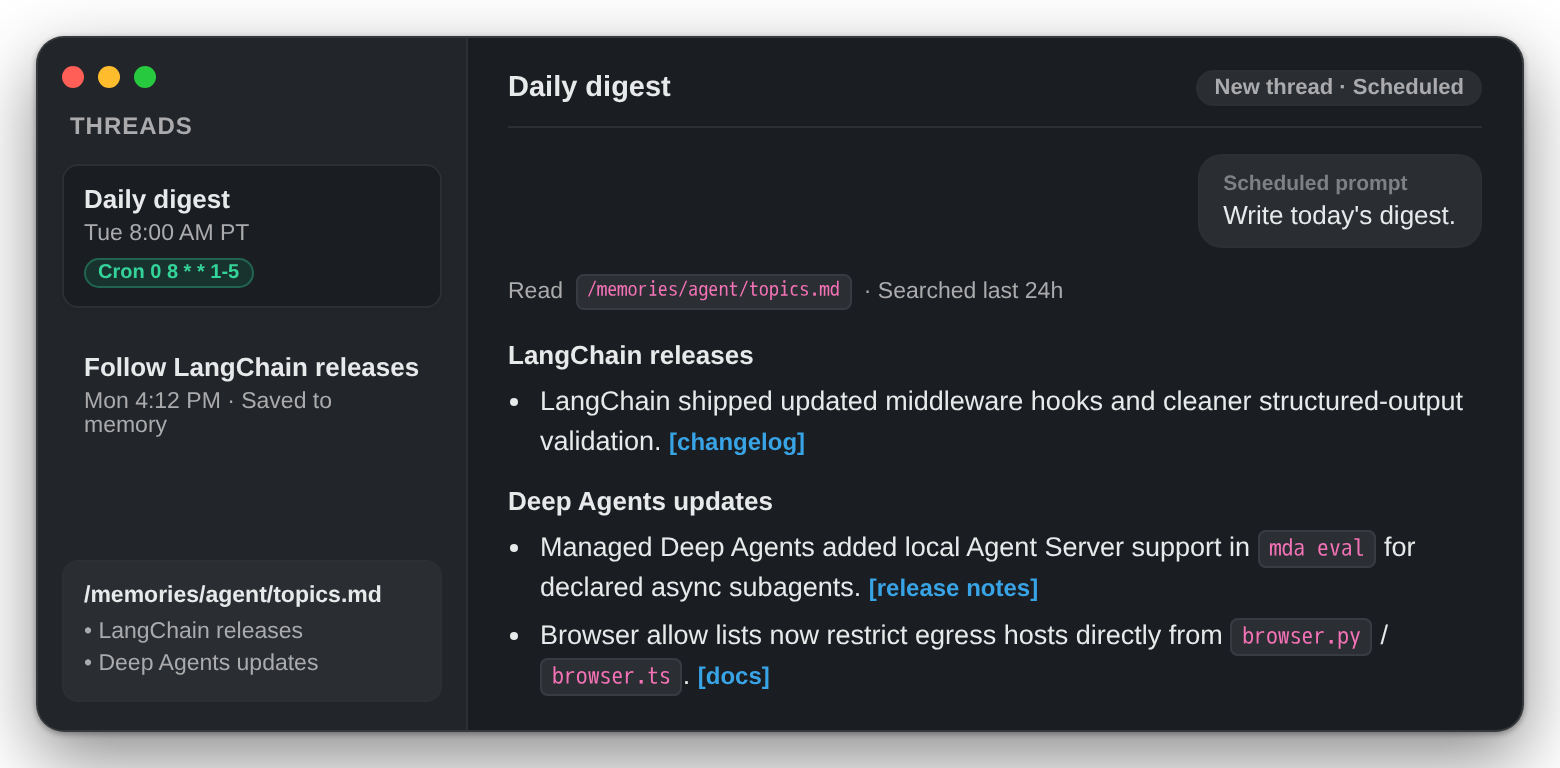 THREADS
Daily digest
Tue 8:00 AM PT
Cron 0 8 * * 1-5
Follow LangChain releases
Mon 4:12 PM · Saved to
memory
/memories/agent/topics.md
• LangChain releases
• Deep Agents updates
Daily digest
New thread · Scheduled
Scheduled prompt
Write today's digest.
Read /memories/agent/topics.md · Searched last 24h
LangChain releases
• LangChain shipped updated middleware hooks and cleaner structured-output
validation. [changelog]
Deep Agents updates
• Managed Deep Agents added local Agent Server support in mda eval for
declared async subagents. [release notes]
• Browser allow lists now restrict egress hosts directly from browser.py /
browser.ts. [docs]